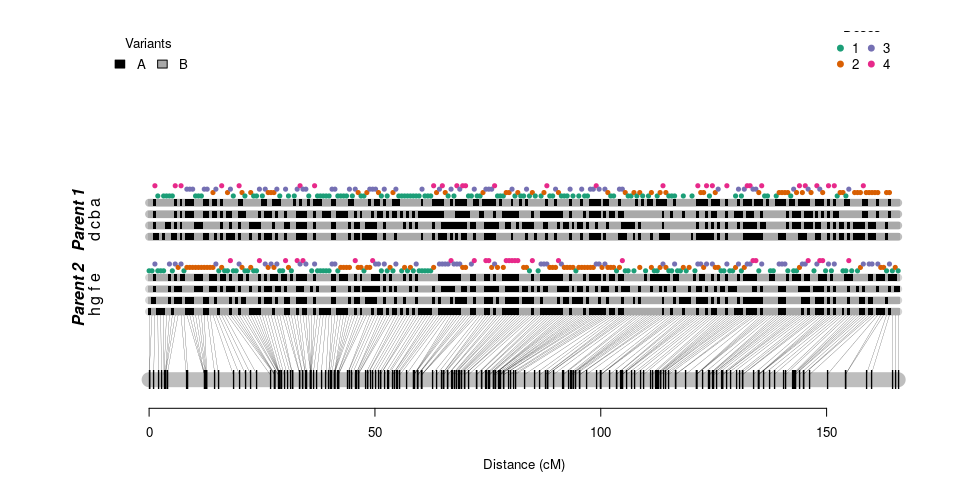 Variants
A B
1 3
2 4
Parent 1
d c b a
Parent 2
h g f e
0 50 100 150
Distance (cM)